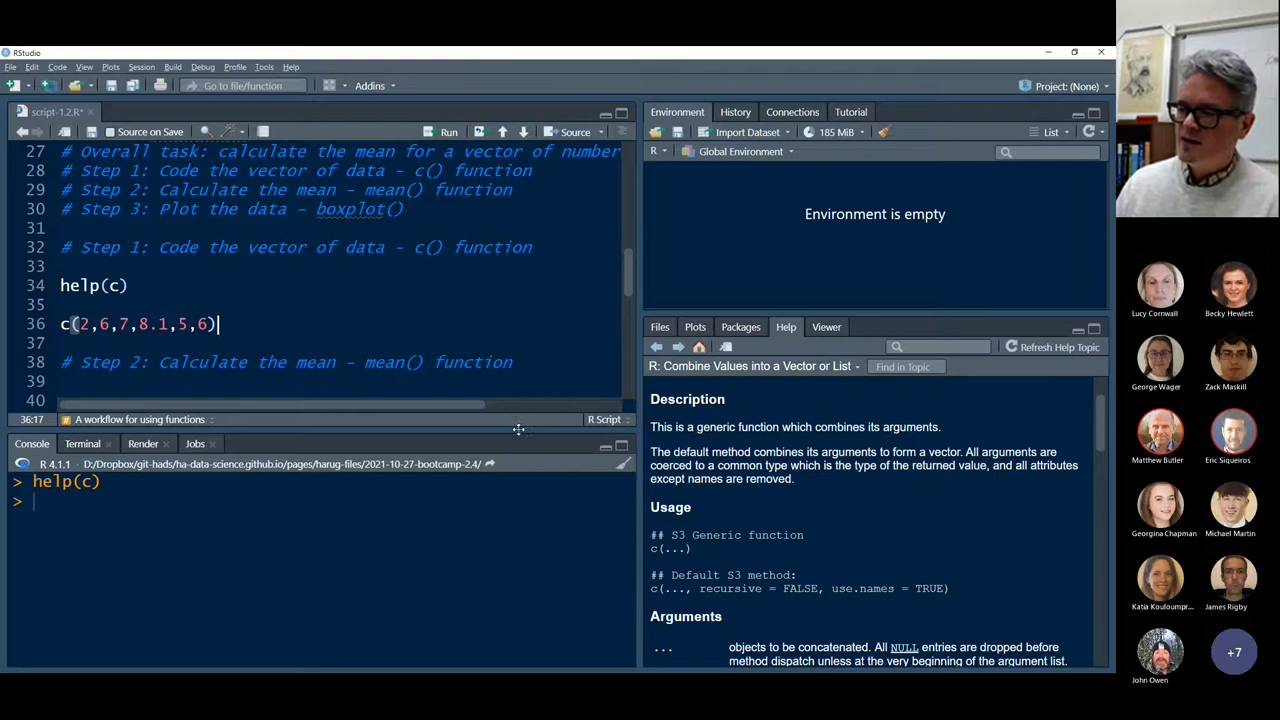 RStudio
File Edit Code View Plots Session Build Debug Profile Tools Help
Go to file/function
Addins
Project: (None)
script-1.2.R*
Source on Save
Run
Source
27 # Overall task: calculate the mean for a vector of number
28 # Step 1: Code the vector of data - c() function
29 # Step 2: Calculate the mean - mean() function
30 # Step 3: Plot the data - boxplot()
31
32 # Step 1: Code the vector of data - c() function
33
34 help(c)
35
36 c(2,6,7,8.1,5,6)
37
38 # Step 2: Calculate the mean - mean() function
39
40
36:17 # A workflow for using functions R Script
Console Terminal Render Jobs
R 4.1.1 · D:/Dropbox/git-hads/ha-data-science.github.io/pages/harug-files/2021-10-27-bootcamp-2.4/
> help(c)
>
Environment History Connections Tutorial
Import Dataset 185 MiB List
R Global Environment
Environment is empty
Files Plots Packages Help Viewer
Refresh Help Topic
R: Combine Values into a Vector or List Find in Topic
Description
This is a generic function which combines its arguments.
The default method combines its arguments to form a vector. All arguments are
coerced to a common type which is the type of the returned value, and all attributes
except names are removed.
Usage
## S3 Generic function
c(...)
## Default S3 method:
c(..., recursive = FALSE, use.names = TRUE)
Arguments
... objects to be concatenated. All NULL entries are dropped before
method dispatch unless at the very beginning of the argument list.
Lucy Cornwall
Becky Hewlett
George Wager
Zack Maskill
Matthew Butler
Eric Siqueiros
Georgina Chapman
Michael Martin
Katia Kouloumpr...
James Rigby
John Owen
+7